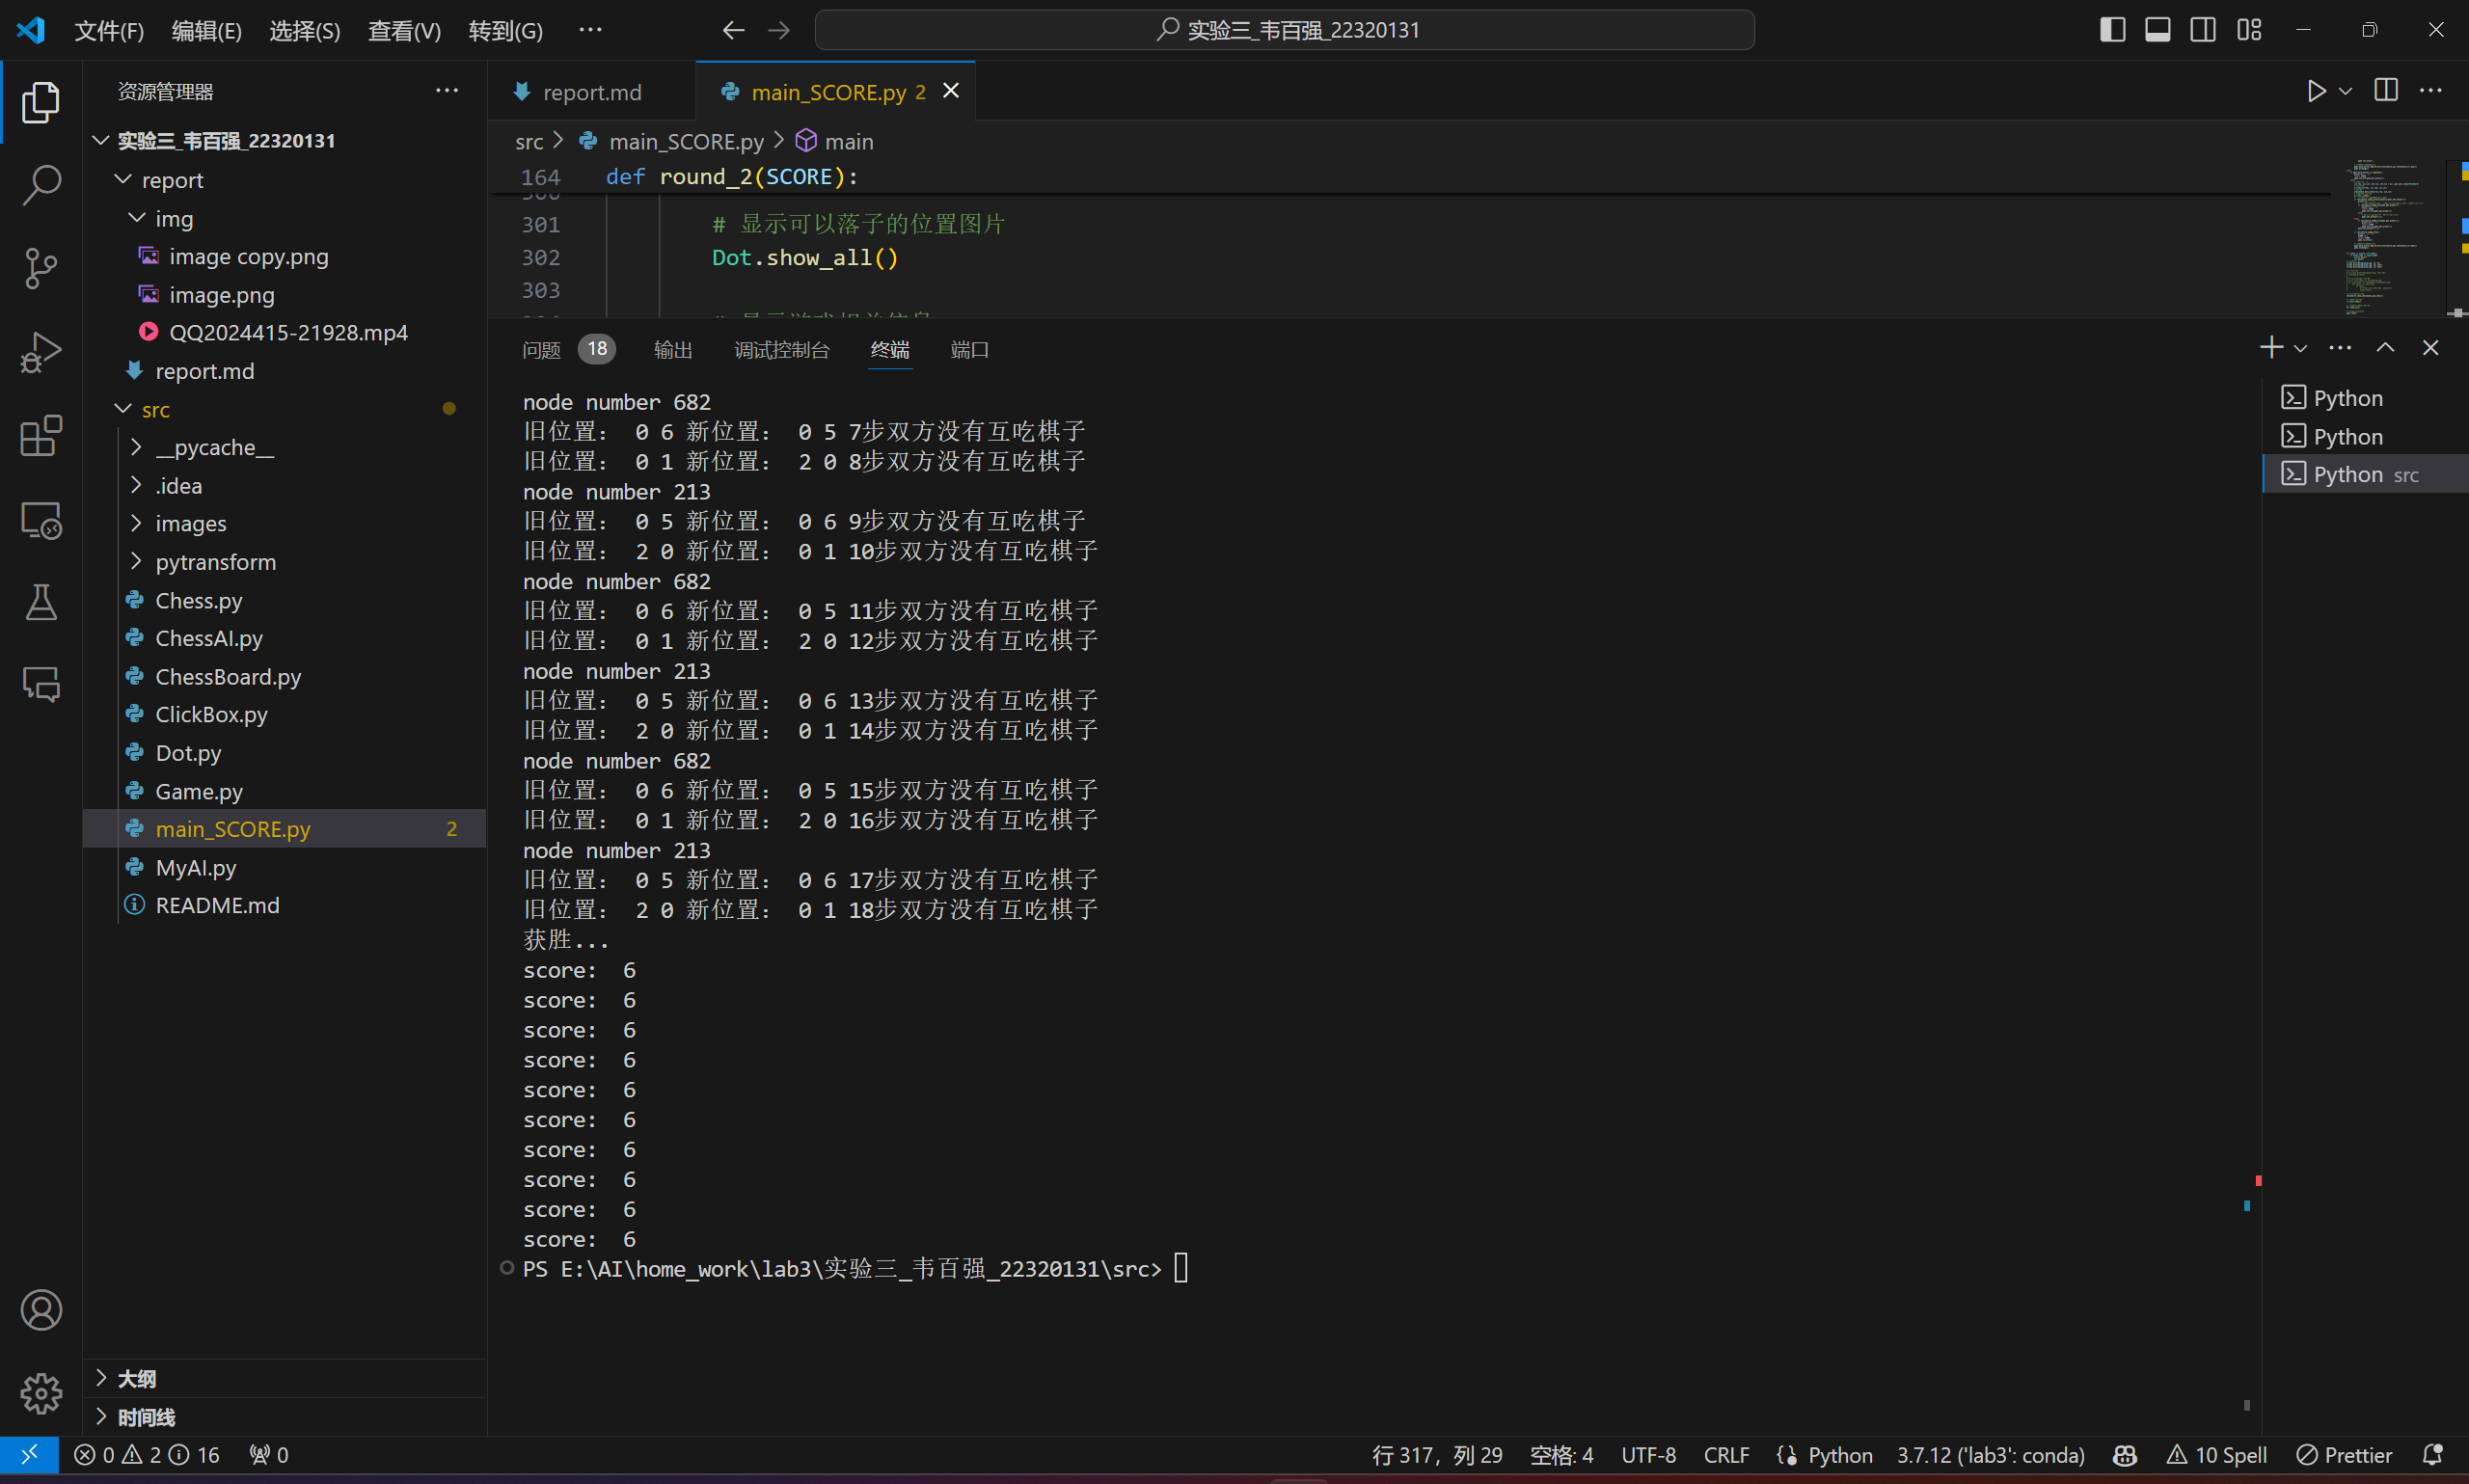 文件(F) 编辑(E) 选择(S) 查看(V) 转到(G) ··· 实验三_韦百强_22320131
资源管理器 ···
实验三_韦百强_22320131
report
img
image copy.png
image.png
QQ2024415-21928.mp4
report.md
src
__pycache__
.idea
images
pytransform
Chess.py
ChessAI.py
ChessBoard.py
ClickBox.py
Dot.py
Game.py
main_SCORE.py 2
MyAI.py
README.md
大纲
时间线
report.md main_SCORE.py 2
src > main_SCORE.py > main
164 def round_2(SCORE):
301 # 显示可以落子的位置图片
302 Dot.show_all()
303
问题 18 输出 调试控制台 终端 端口
node number 682
旧位置： 0 6 新位置： 0 5 7步双方没有互吃棋子
旧位置： 0 1 新位置： 2 0 8步双方没有互吃棋子
node number 213
旧位置： 0 5 新位置： 0 6 9步双方没有互吃棋子
旧位置： 2 0 新位置： 0 1 10步双方没有互吃棋子
node number 682
旧位置： 0 6 新位置： 0 5 11步双方没有互吃棋子
旧位置： 0 1 新位置： 2 0 12步双方没有互吃棋子
node number 213
旧位置： 0 5 新位置： 0 6 13步双方没有互吃棋子
旧位置： 2 0 新位置： 0 1 14步双方没有互吃棋子
node number 682
旧位置： 0 6 新位置： 0 5 15步双方没有互吃棋子
旧位置： 0 1 新位置： 2 0 16步双方没有互吃棋子
node number 213
旧位置： 0 5 新位置： 0 6 17步双方没有互吃棋子
旧位置： 2 0 新位置： 0 1 18步双方没有互吃棋子
获胜...
score: 6
score: 6
score: 6
score: 6
score: 6
score: 6
score: 6
score: 6
score: 6
score: 6
PS E:\AI\home_work\lab3\实验三_韦百强_22320131\src>
Python
Python
Python src
0 2 16 0 行 317，列 29 空格: 4 UTF-8 CRLF Python 3.7.12 ('lab3': conda) 10 Spell Prettier